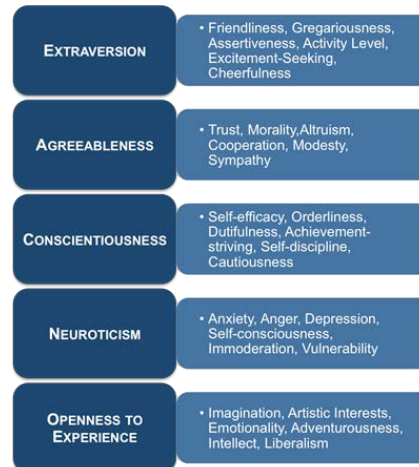 EXTRAVERSION
• Friendliness, Gregariousness,
Assertiveness, Activity Level,
Excitement-Seeking,
Cheerfulness
AGREEABLENESS
• Trust, Morality,Altruism,
Cooperation, Modesty,
Sympathy
CONSCIENTIOUSNESS
• Self-efficacy, Orderliness,
Dutifulness, Achievement-
striving, Self-discipline,
Cautiousness
NEUROTICISM
• Anxiety, Anger, Depression,
Self-consciousness,
Immoderation, Vulnerability
OPENNESS TO
EXPERIENCE
• Imagination, Artistic Interests,
Emotionality, Adventurousness,
Intellect, Liberalism